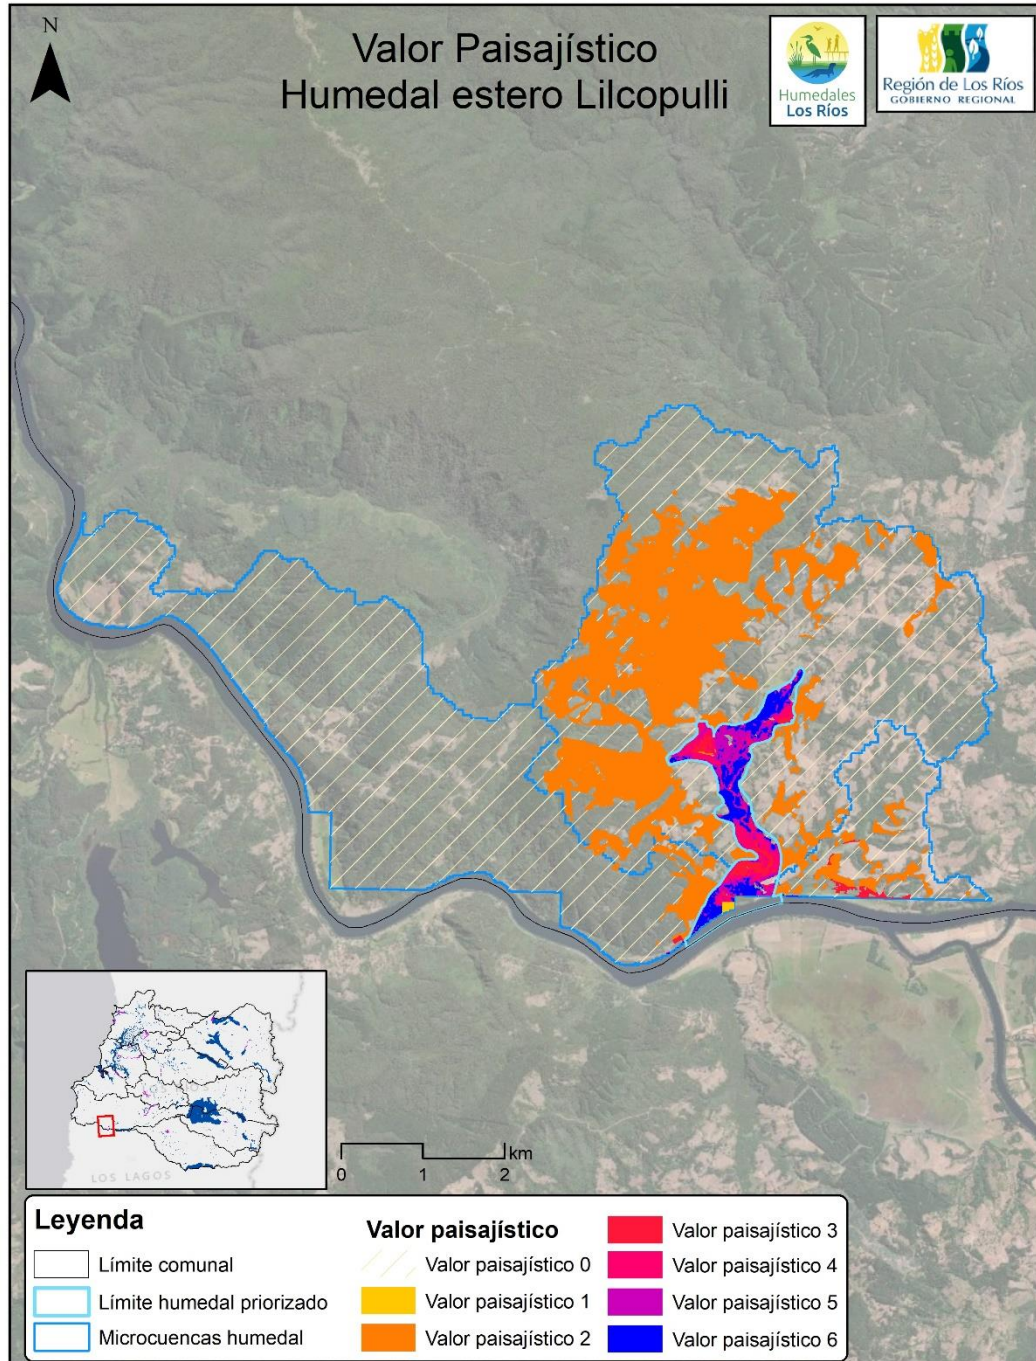 N
Valor Paisajístico
Humedal estero Lilcopulli
Humedales
Los Ríos
Región de Los Ríos
GOBIERNO REGIONAL
LOS LAGOS
km
0 1 2
Leyenda
Límite comunal
Límite humedal priorizado
Microcuencas humedal
Valor paisajístico
Valor paisajístico 0
Valor paisajístico 1
Valor paisajístico 2
Valor paisajístico 3
Valor paisajístico 4
Valor paisajístico 5
Valor paisajístico 6